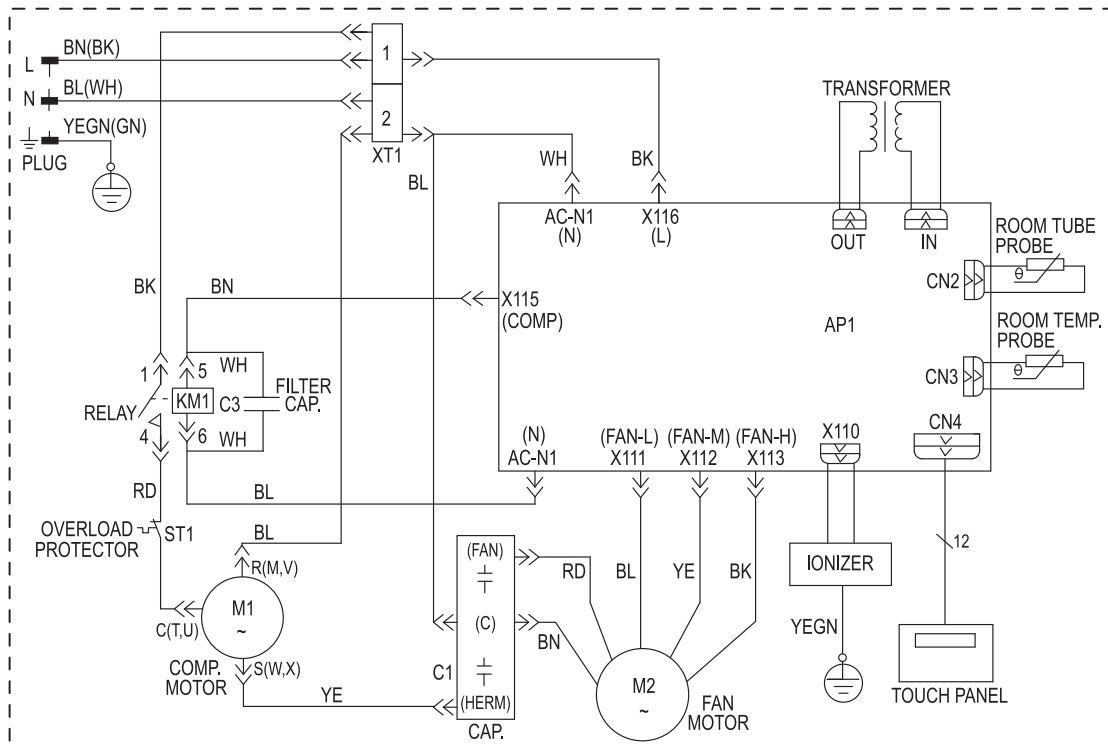 L
BN(BK)
N
BL(WH)
YEGN(GN)
PLUG
1
2
XT1
BL
WH
BK
TRANSFORMER
AC-N1
(N)
X116
(L)
OUT
IN
ROOM TUBE
PROBE
CN2
θ
BK
BN
X115
(COMP)
AP1
ROOM TEMP.
PROBE
CN3
θ
1
5
WH
RELAY
KM1
C3
FILTER
CAP.
4
6
WH
(N)
AC-N1
(FAN-L)
X111
(FAN-M)
X112
(FAN-H)
X113
X110
CN4
RD
BL
OVERLOAD
PROTECTOR
ST1
BL
R(M,V)
(FAN)
RD
BL
YE
BK
IONIZER
12
M1
~
C(T,U)
(C)
BN
YEGN
S(W,X)
COMP.
MOTOR
C1
YE
(HERM)
CAP.
M2
~
FAN
MOTOR
TOUCH PANEL